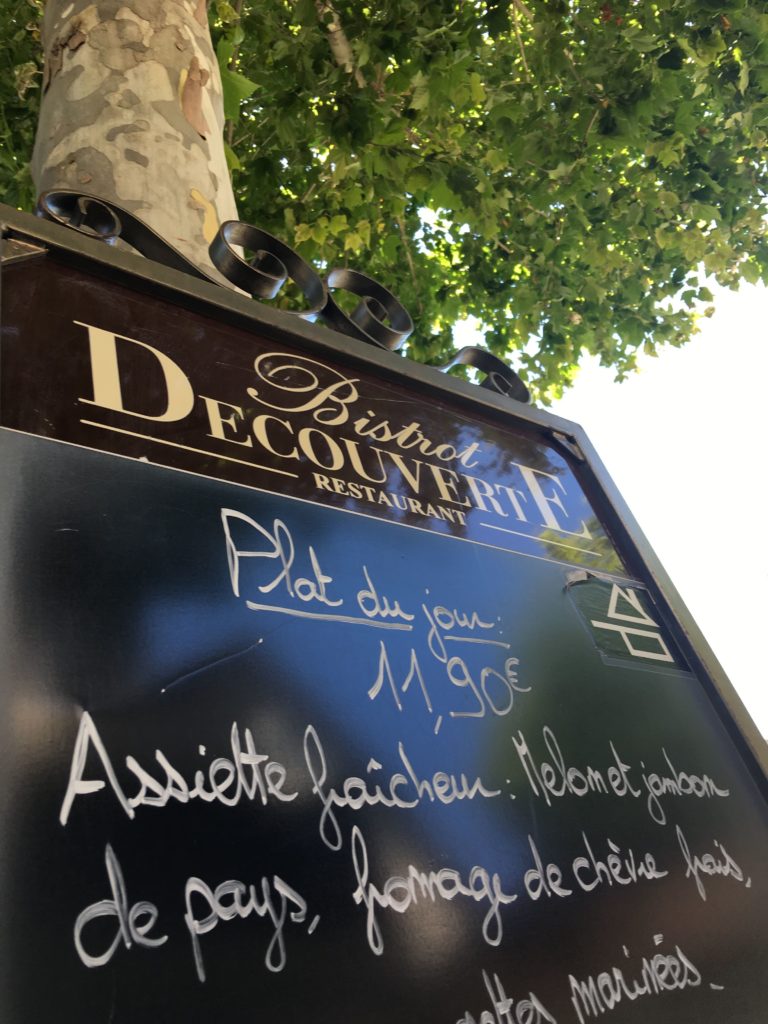 Bistrot
DECOUVERTE
RESTAURANT
Plat du jour:
11,90€
Assiette fraîcheur: Melon et jambon
de pays, fromage de chèvre frais,
marinées.